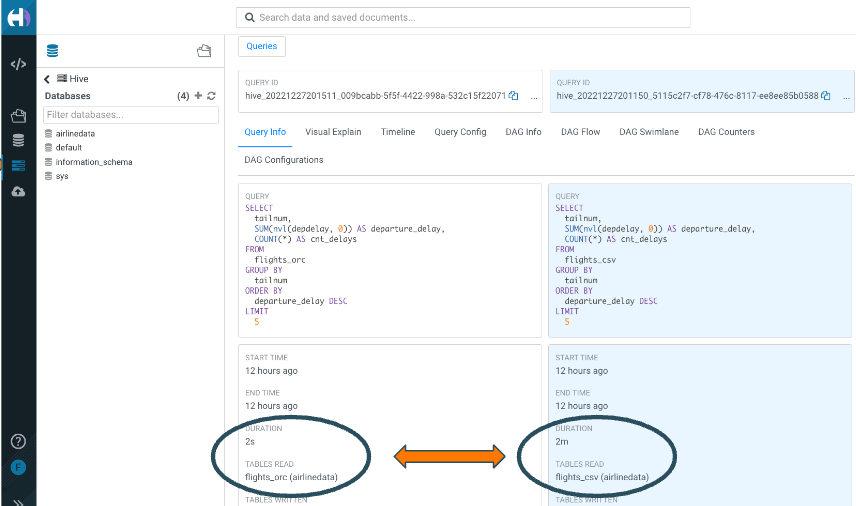 Search data and saved documents...
Queries
Hive
Databases (4)
Filter databases...
airlinedata
default
information_schema
sys
F
QUERY ID
hive_20221227201511_009bcabb-5f5f-4422-998a-532c15f22071 ...
QUERY ID
hive_20221227201150_5115c2f7-cf78-476c-8117-ee8ee85b0588 ...
Query Info Visual Explain Timeline Query Config DAG Info DAG Flow DAG Swimlane DAG Counters
DAG Configurations
QUERY
SELECT
tailnum,
SUM(nvl(depdelay, 0)) AS departure_delay,
COUNT(*) AS cnt_delays
FROM
flights_orc
GROUP BY
tailnum
ORDER BY
departure_delay DESC
LIMIT
5
QUERY
SELECT
tailnum,
SUM(nvl(depdelay, 0)) AS departure_delay,
COUNT(*) AS cnt_delays
FROM
flights_csv
GROUP BY
tailnum
ORDER BY
departure_delay DESC
LIMIT
5
START TIME
12 hours ago
END TIME
12 hours ago
DURATION
2s
TABLES READ
flights_orc (airlinedata)
TABLES WRITTEN
START TIME
12 hours ago
END TIME
12 hours ago
DURATION
2m
TABLES READ
flights_csv (airlinedata)
TABLES WRITTEN